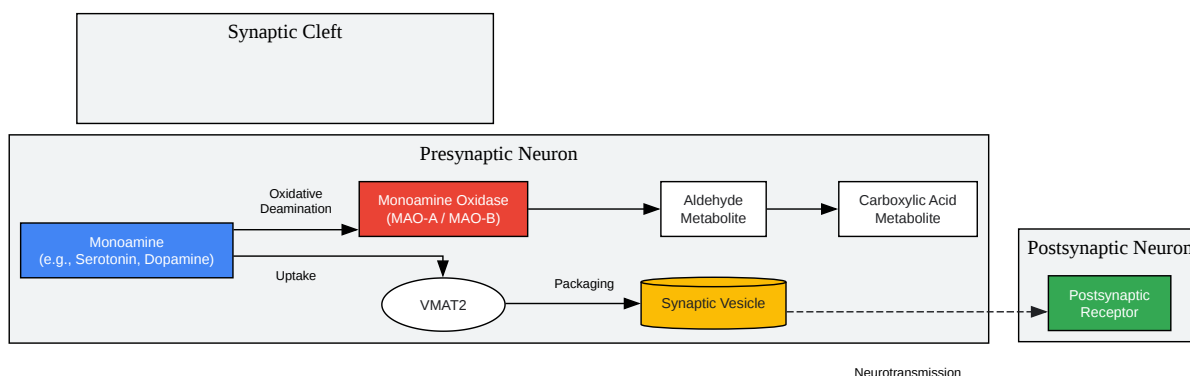 Synaptic Cleft
Presynaptic Neuron
Oxidative
Deamination
Monoamine Oxidase
(MAO-A / MAO-B)
Aldehyde
Metabolite
Carboxylic Acid
Metabolite
Monoamine
(e.g., Serotonin, Dopamine)
Uptake
VMAT2
Packaging
Synaptic Vesicle
Postsynaptic Neuron
Postsynaptic
Receptor
Neurotransmission